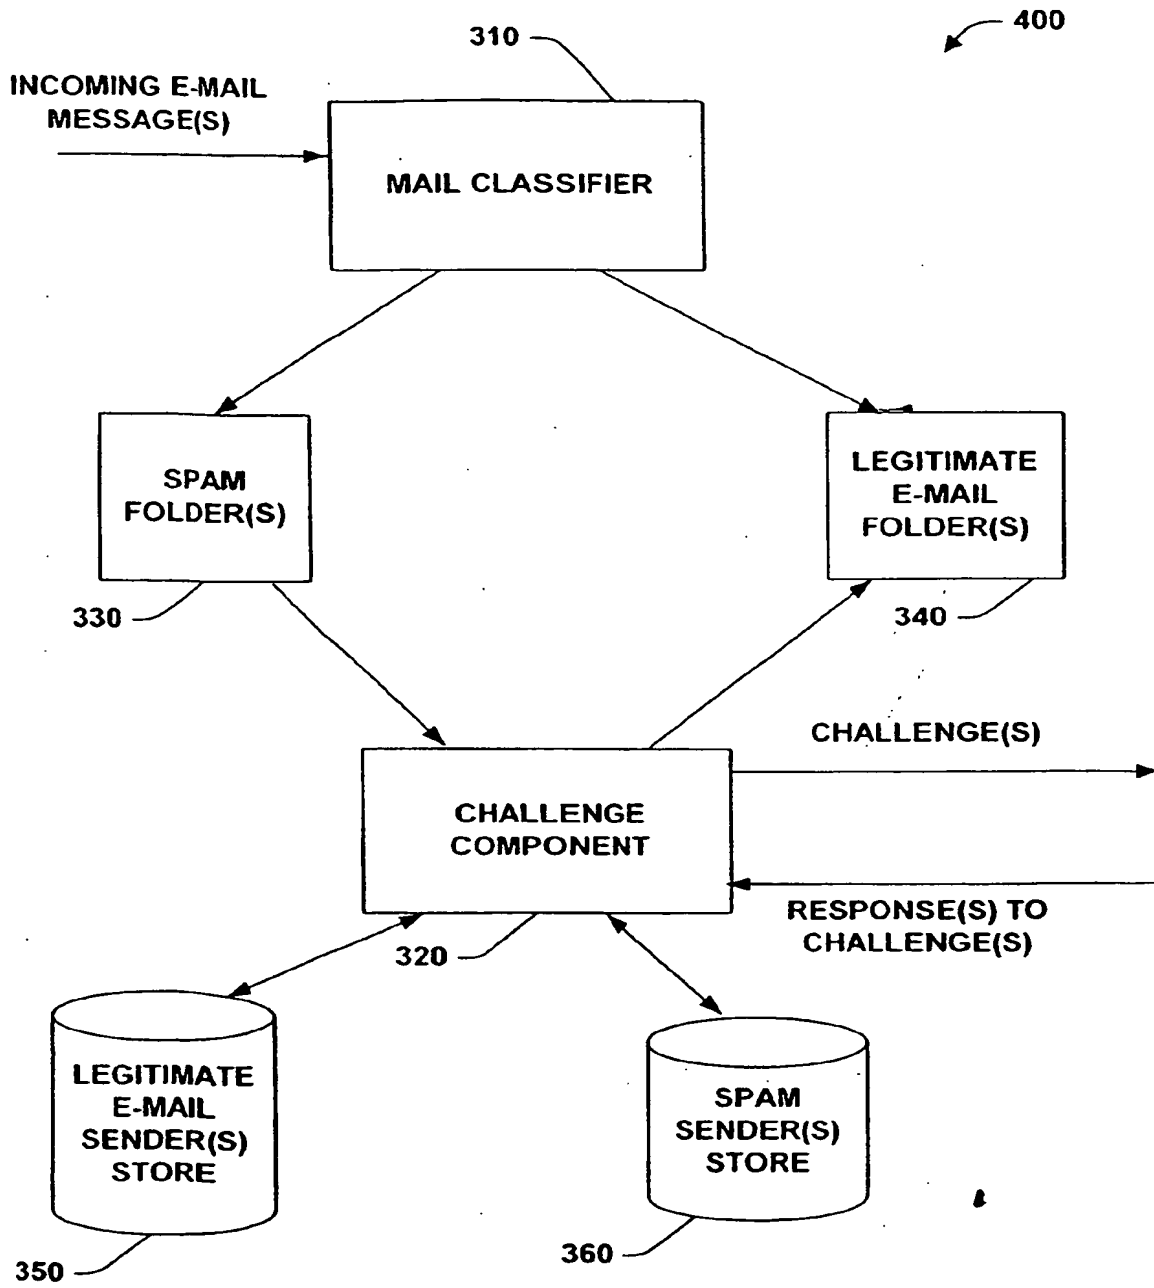 400
310
INCOMING E-MAIL
MESSAGE(S)
MAIL CLASSIFIER
SPAM
FOLDER(S)
LEGITIMATE
E-MAIL
FOLDER(S)
330
340
CHALLENGE(S)
CHALLENGE
COMPONENT
RESPONSE(S) TO
CHALLENGE(S)
320
LEGITIMATE
E-MAIL
SENDER(S)
STORE
SPAM
SENDER(S)
STORE
350
360